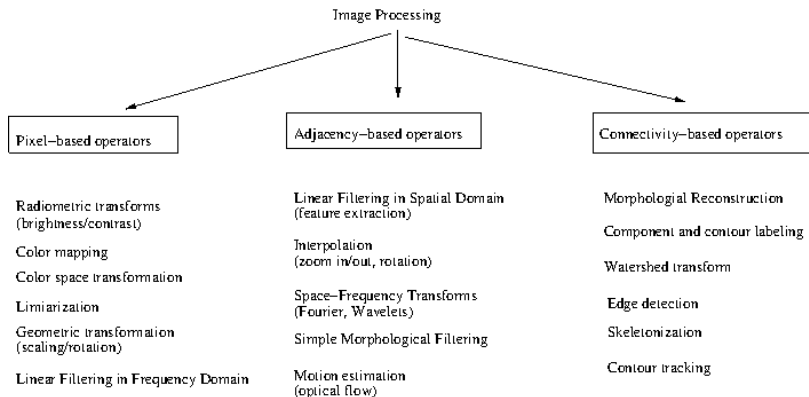 Image Processing
Pixel-based operators
Radiometric transforms
(brightness/contrast)
Color mapping
Color space transformation
Limiarization
Geometric transformation
(scaling/rotation)
Linear Filtering in Frequency Domain
Adjacency-based operators
Linear Filtering in Spatial Domain
(feature extraction)
Interpolation
(zoom in/out, rotation)
Space-Frequency Transforms
(Fourier, Wavelets)
Simple Morphological Filtering
Motion estimation
(optical flow)
Connectivity-based operators
Morphologial Reconstruction
Component and contour labeling
Watershed transform
Edge detection
Skeletonization
Contour tracking